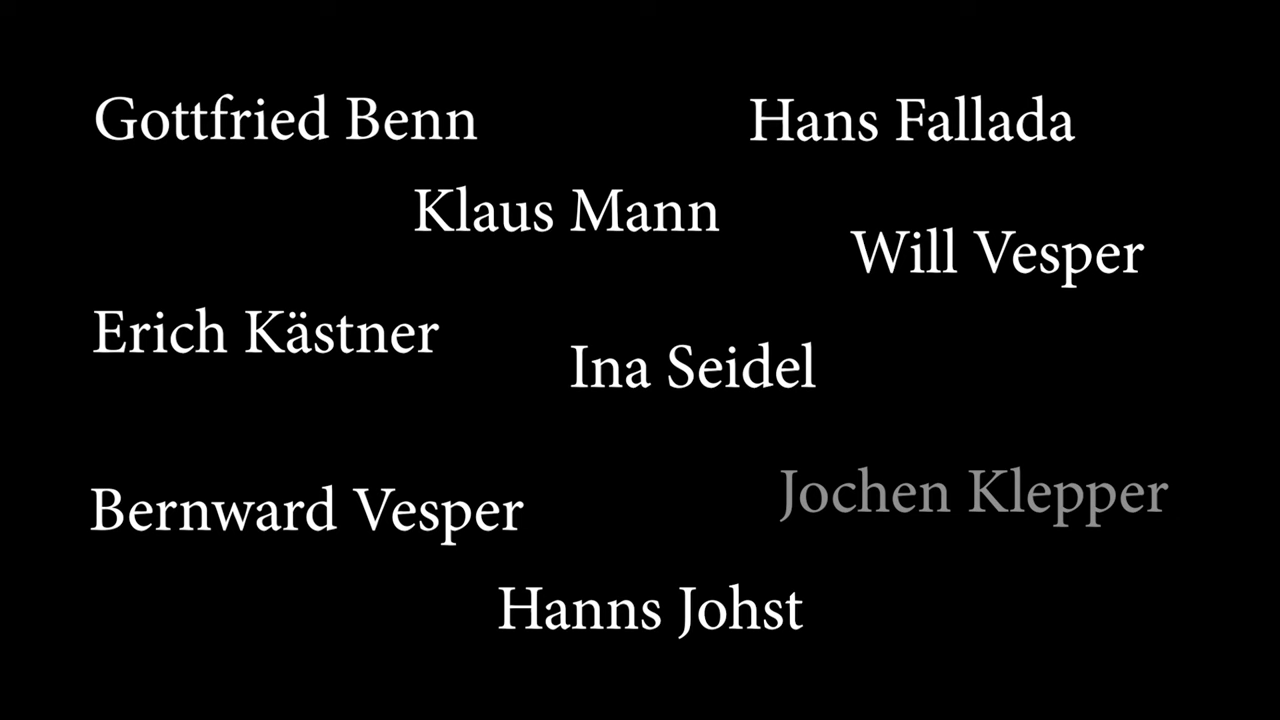 Gottfried Benn
Hans Fallada
Klaus Mann
Will Vesper
Erich Kästner
Ina Seidel
Jochen Klepper
Bernward Vesper
Hanns Johst